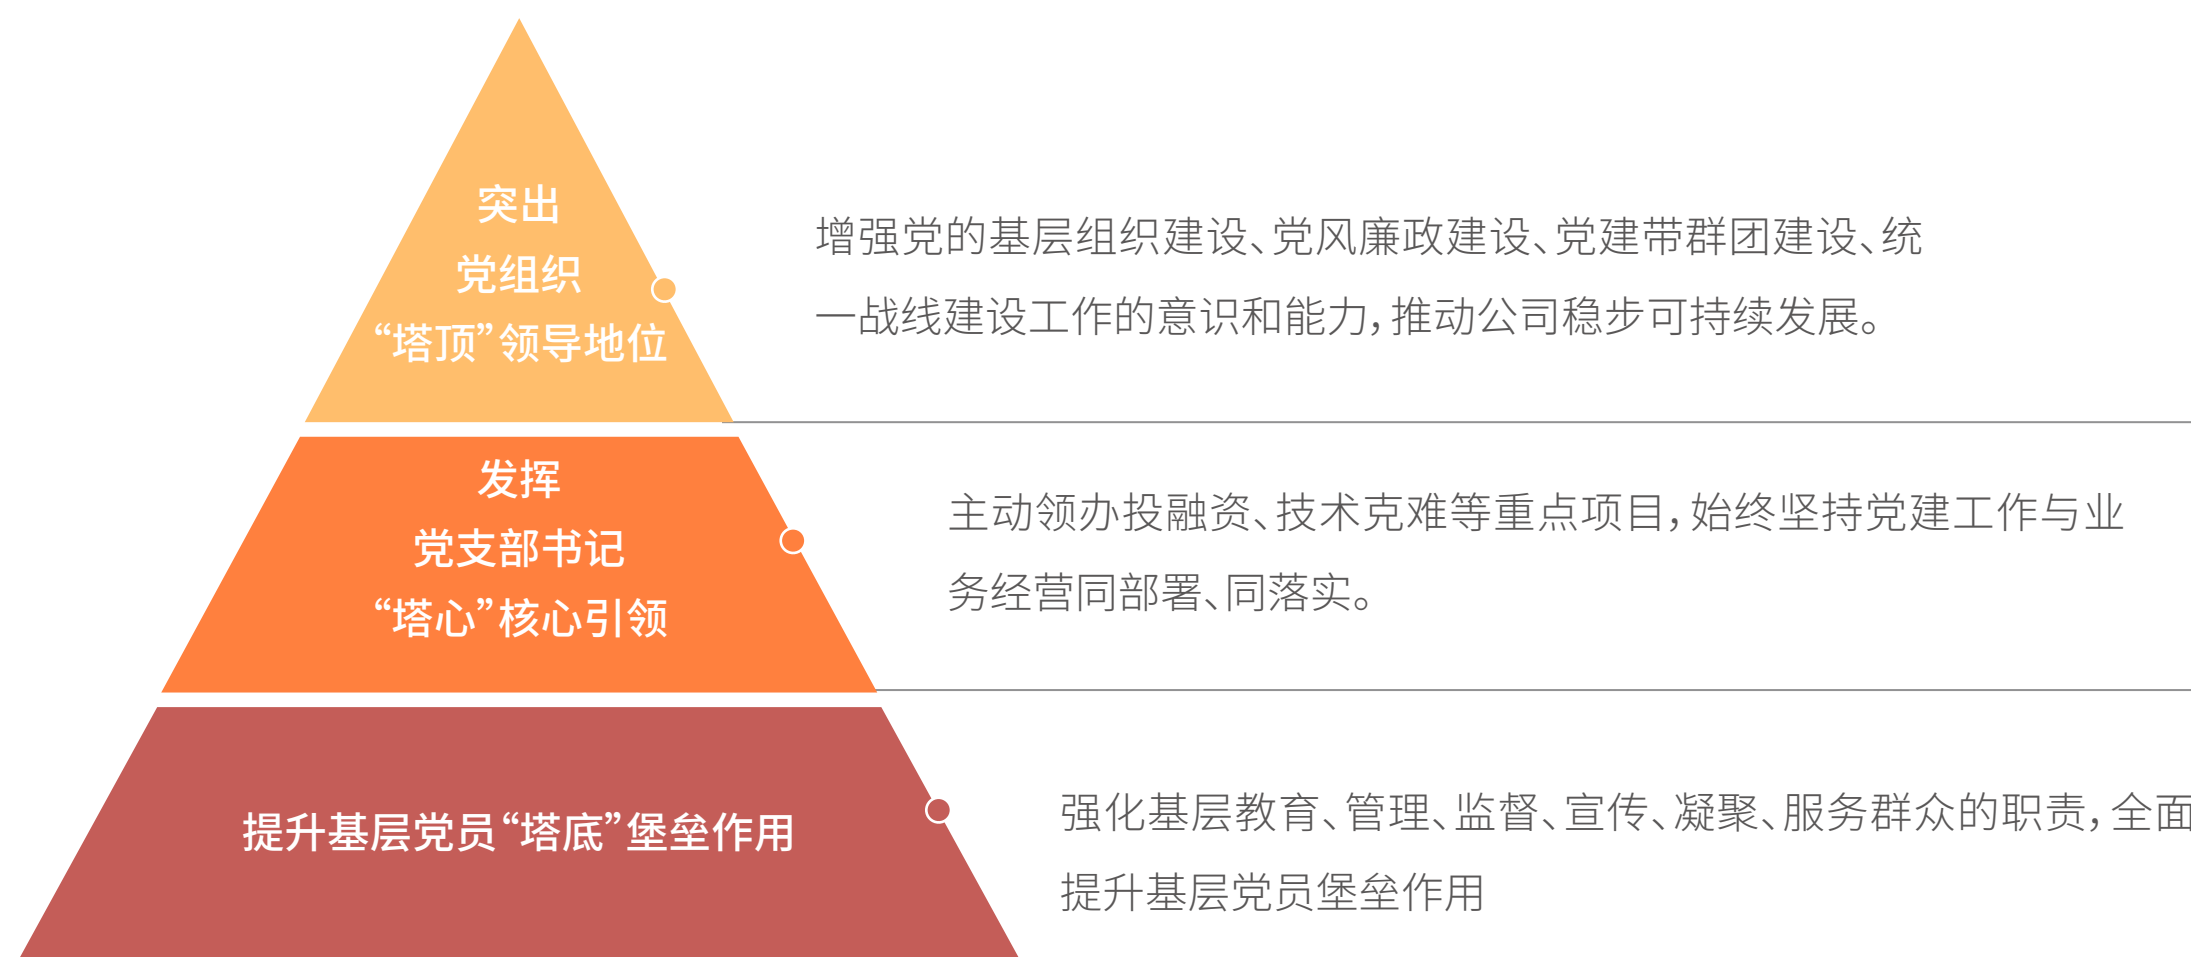 突出
党组织
“塔顶”领导地位
增强党的基层组织建设、党风廉政建设、党建带群团建设、统
一战线建设工作的意识和能力，推动公司稳步可持续发展。
发挥
党支部书记
“塔心”核心引领
主动领办投融资、技术克难等重点项目，始终坚持党建工作与业
务经营同部署、同落实。
提升基层党员“塔底”堡垒作用
强化基层教育、管理、监督、宣传、凝聚、服务群众的职责，全面
提升基层党员堡垒作用